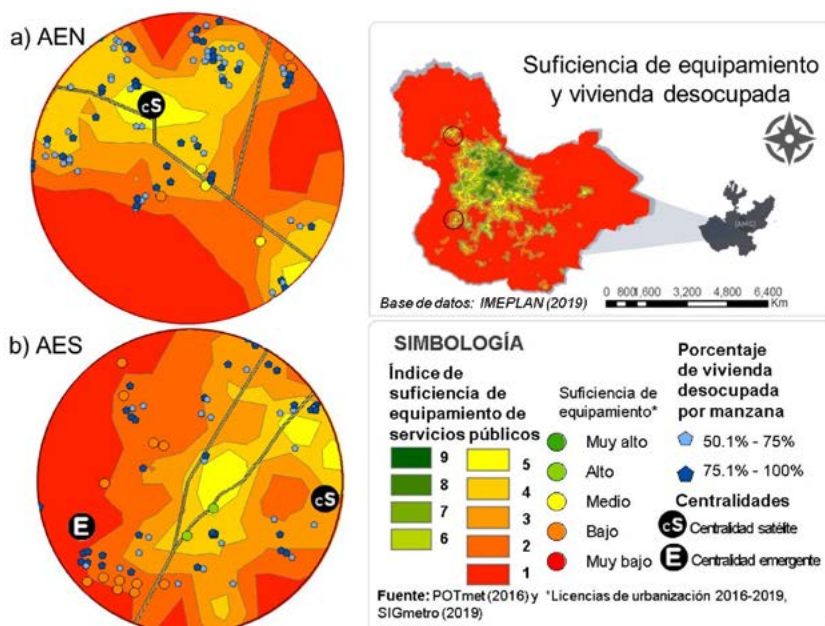 a) AEN
cS
b) AES
E
cS
Suficiencia de equipamiento
y vivienda desocupada
Base de datos: IMEPLAN (2019)
0 800 1,600 3,200 4,800 6,400
Km
SIMBOLOGÍA
Índice de
suficiencia de
equipamiento de
servicios públicos
9
8
7
6
5
4
3
2
1
Suficiencia de
equipamiento*
Muy alto
Alto
Medio
Bajo
Muy bajo
Porcentaje
de vivienda
desocupada
por manzana
50.1% - 75%
75.1% - 100%
Centralidades
cS Centralidad satélite
E Centralidad emergente
Fuente: POTmet (2016) y *Licencias de urbanización 2016-2019,
SIGmetro (2019)